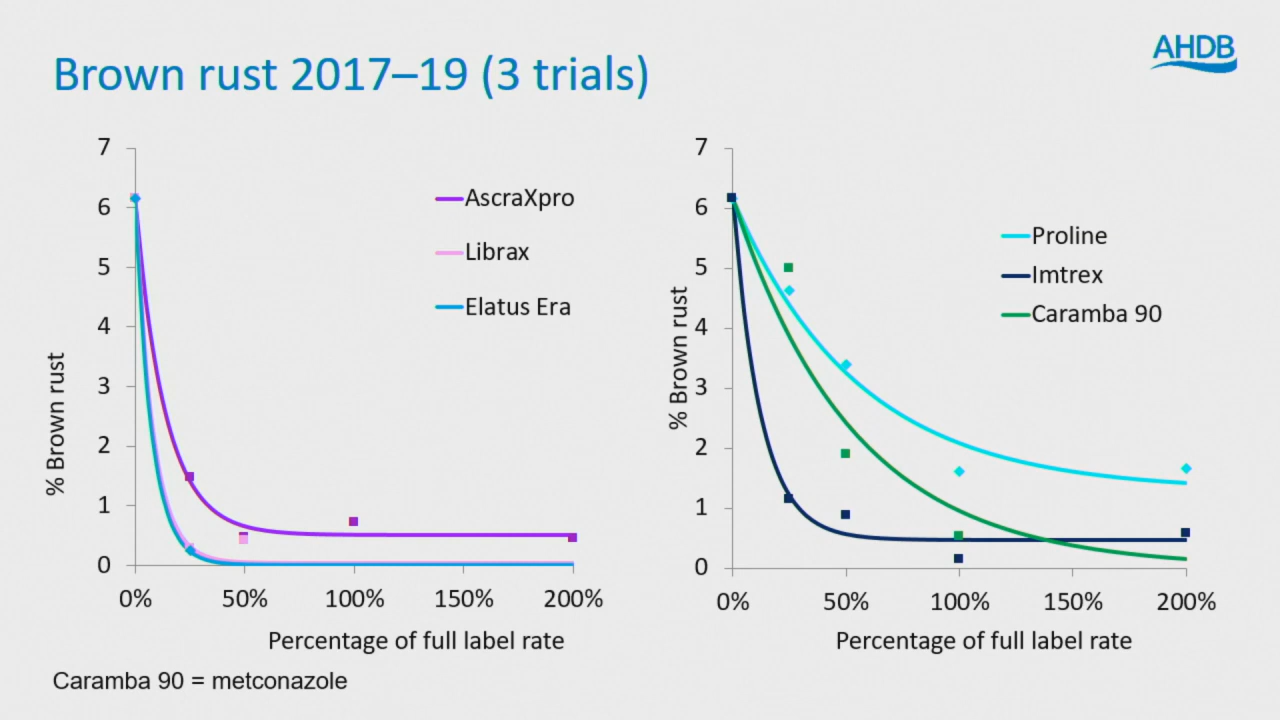 Brown rust 2017–19 (3 trials)
AHDB
7
6
5
4
3
2
1
0
% Brown rust
AscraXpro
Librax
Elatus Era
0%
50%
100%
150%
200%
Percentage of full label rate
7
6
5
4
3
2
1
0
% Brown rust
Proline
Imtrex
Caramba 90
0%
50%
100%
150%
200%
Percentage of full label rate
Caramba 90 = metconazole